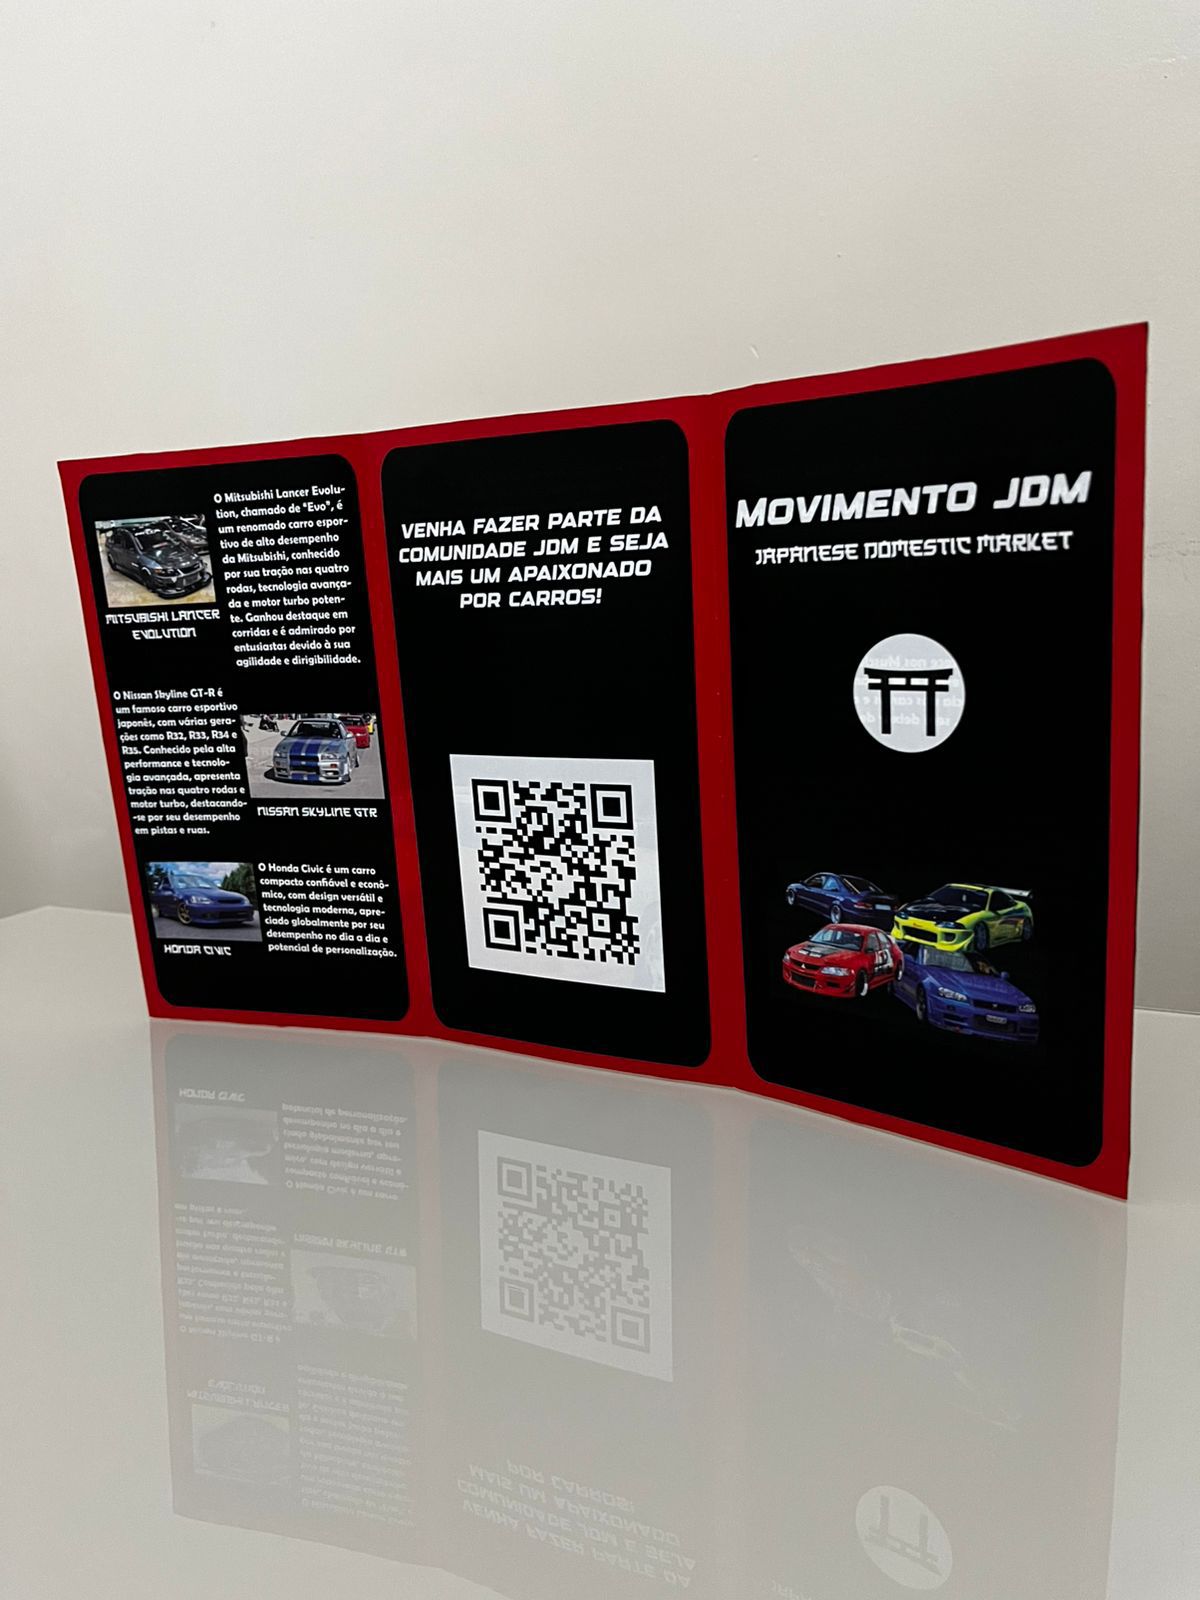 O Mitsubishi Lancer Evolu-
tion, chamado de "Evo", é
um renomado carro espor-
tivo de alto desempenho
da Mitsubishi, conhecido
por sua tração nas quatro
rodas, tecnologia avança-
da e motor turbo poten-
te. Ganhou destaque em
corridas e é admirado por
entusiastas devido à sua
agilidade e dirigibilidade.
MITSUBISHI LANCER
EVOLUTION
O Nissan Skyline GT-R é
um famoso carro esportivo
japonês, com várias gera-
ções como R32, R33, R34 e
R35. Conhecido pela alta
performance e tecnolo-
gia avançada, apresenta
tração nas quatro rodas e
motor turbo, destacando-
-se por seu desempenho
em pistas e ruas.
NISSAN SKYLINE GTR
O Honda Civic é um carro
compacto confiável e econô-
mico, com design versátil e
tecnologia moderna, apre-
ciado globalmente por seu
desempenho no dia a dia e
potencial de personalização.
HONDA CIVIC
VENHA FAZER PARTE DA
COMUNIDADE JDM E SEJA
MAIS UM APAIXONADO
POR CARROS!
MOVIMENTO JDM
JAPANESE DOMESTIC MARKET